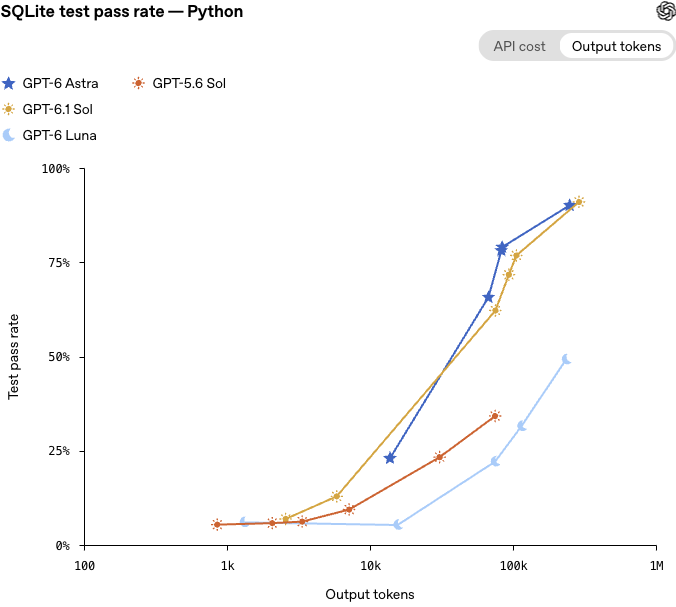 SQLite test pass rate — Python
API cost Output tokens
GPT-6 Astra GPT-5.6 Sol
GPT-6.1 Sol
GPT-6 Luna
100%
75%
50%
25%
0%
Test pass rate
100 1k 10k 100k 1M
Output tokens